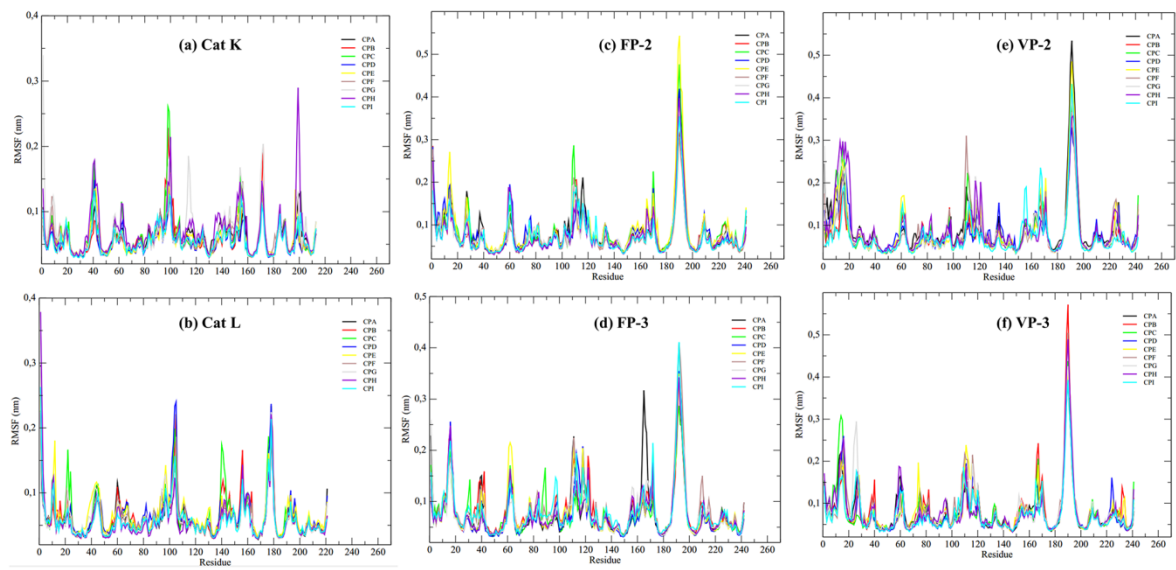 (a) Cat K
RMSF (nm)
0,4
0,3
0,2
0,1
0 20 40 60 80 100 120 140 160 180 200 220 240 260
Residue
CPA
CPB
CPC
CPD
CPE
CPF
CPG
CPH
CPI
(c) FP-2
RMSF (nm)
0,5
0,4
0,3
0,2
0,1
0 20 40 60 80 100 120 140 160 180 200 220 240 260
Residue
CPA
CPB
CPC
CPD
CPE
CPF
CPG
CPH
CPI
(e) VP-2
RMSF (nm)
0,5
0,4
0,3
0,2
0,1
0 20 40 60 80 100 120 140 160 180 200 220 240 260
Residue
CPA
CPB
CPC
CPD
CPE
CPF
CPG
CPH
CPI
(b) Cat L
RMSF (nm)
0,4
0,3
0,2
0,1
0 20 40 60 80 100 120 140 160 180 200 220 240 260
Residue
CPA
CPB
CPC
CPD
CPE
CPF
CPG
CPH
CPI
(d) FP-3
RMSF (nm)
0,5
0,4
0,3
0,2
0,1
0 20 40 60 80 100 120 140 160 180 200 220 240 260
Residue
CPA
CPB
CPC
CPD
CPE
CPF
CPG
CPH
CPI
(f) VP-3
RMSF (nm)
0,5
0,4
0,3
0,2
0,1
0 20 40 60 80 100 120 140 160 180 200 220 240 260
Residue
CPA
CPB
CPC
CPD
CPE
CPF
CPG
CPH
CPI